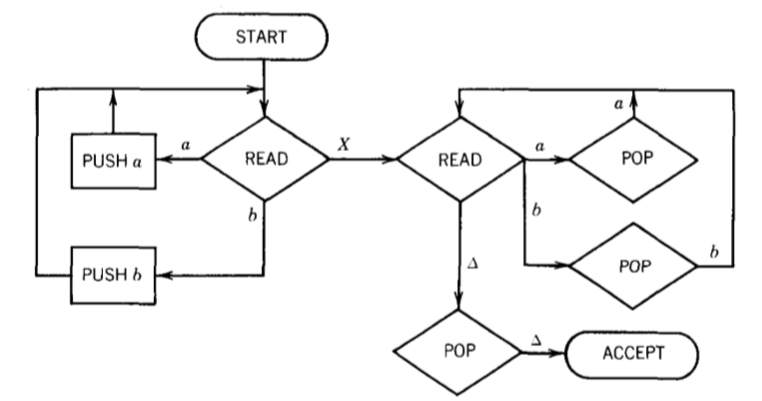 START
a
PUSH a
a
READ
X
READ
a
POP
b
b
PUSH b
b
POP
Δ
POP
Δ
ACCEPT